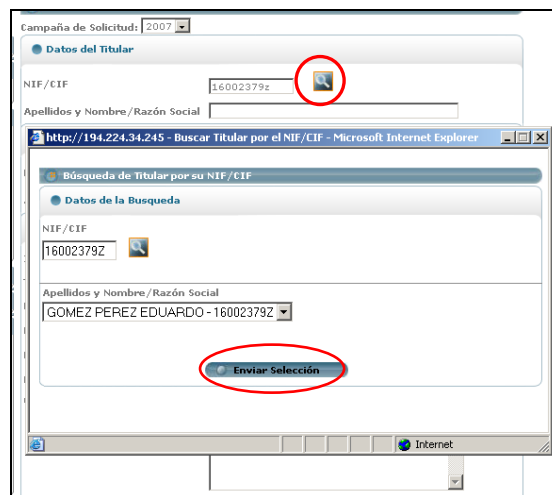 Campaña de Solicitud: 2007
Datos del Titular
NIF/CIF 16002379z
Apellidos y Nombre/Razón Social
http://194.224.34.245 - Buscar Titular por el NIF/CIF - Microsoft Internet Explorer
Búsqueda de Titular por su NIF/CIF
Datos de la Busqueda
NIF/CIF
16002379Z
Apellidos y Nombre/Razón Social
GOMEZ PEREZ EDUARDO - 16002379Z
Enviar Selección
Internet